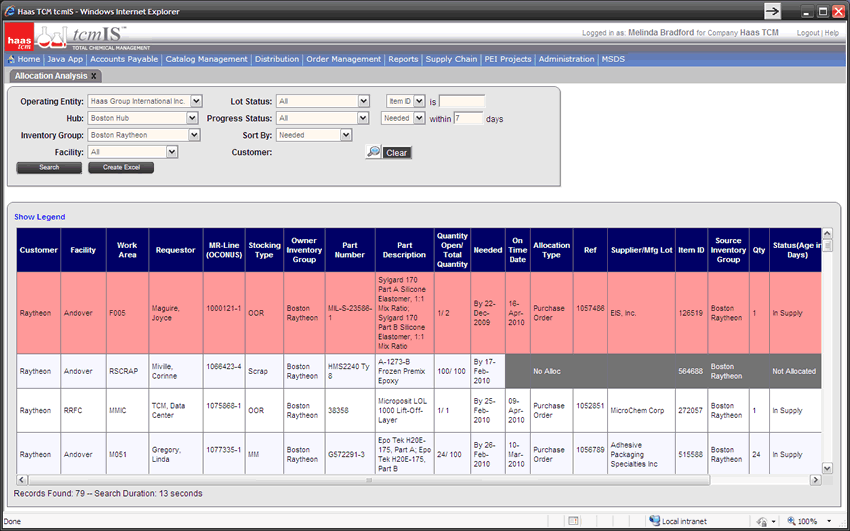 Haas TCM tcmIS - Windows Internet Explorer
haas tcm
tcmIS™
TOTAL CHEMICAL MANAGEMENT
Logged in as: Melinda Bradford for Company Haas TCM
Logout | Help
Home | Java App | Accounts Payable | Catalog Management | Distribution | Order Management | Reports | Supply Chain | PEI Projects | Administration | MSDS
Allocation Analysis x
Operating Entity: Haas Group International Inc. Lot Status: All Item ID is
Hub: Boston Hub Progress Status: All Needed within 7 days
Inventory Group: Boston Raytheon Sort By: Needed
Facility: All Customer: Clear
Search Create Excel
Show Legend
Customer Facility Work Area Requestor MR-Line (OCONUS) Stocking Type Owner Inventory Group Part Number Part Description Quantity Open/ Total Quantity Needed On Time Date Allocation Type Ref Supplier/Mfg Lot Item ID Source Inventory Group Qty Status(Age in Days)
Raytheon Andover F005 Maguire, Joyce 1000121-1 OOR Boston Raytheon MIL-S-23586-1 Sylgard 170 Part A Silicone Elastomer, 1:1 Mix Ratio; Sylgard 170 Part B Silicone Elastomer, 1:1 Mix Ratio 1/ 2 By 22-Dec-2009 16-Apr-2010 Purchase Order 1057486 EIS, Inc. 126519 Boston Raytheon 1 In Supply
Raytheon Andover RSCRAP Miville, Corinne 1066423-4 Scrap Boston Raytheon HMS2240 Ty 8 A-1273-B Frozen Premix Epoxy 100/ 100 By 17-Feb-2010 No Alloc 564688 Boston Raytheon Not Allocated
Raytheon RRFC MMIC TCM, Data Center 1075868-1 OOR Boston Raytheon 38358 Microposit LOL 1000 Lift-Off-Layer 1/ 1 By 25-Feb-2010 09-Apr-2010 Purchase Order 1052851 MicroChem Corp 272057 Boston Raytheon 1 In Supply
Raytheon Andover M051 Gregory, Linda 1077335-1 MM Boston Raytheon G572291-3 Epo Tek H20E-175, Part A; Epo Tek H20E-175, Part B 24/ 100 By 26-Feb-2010 10-Mar-2010 Purchase Order 1056789 Adhesive Packaging Specialties Inc 515588 Boston Raytheon 24 In Supply
Records Found: 79 -- Search Duration: 13 seconds
Done
Local intranet
100%